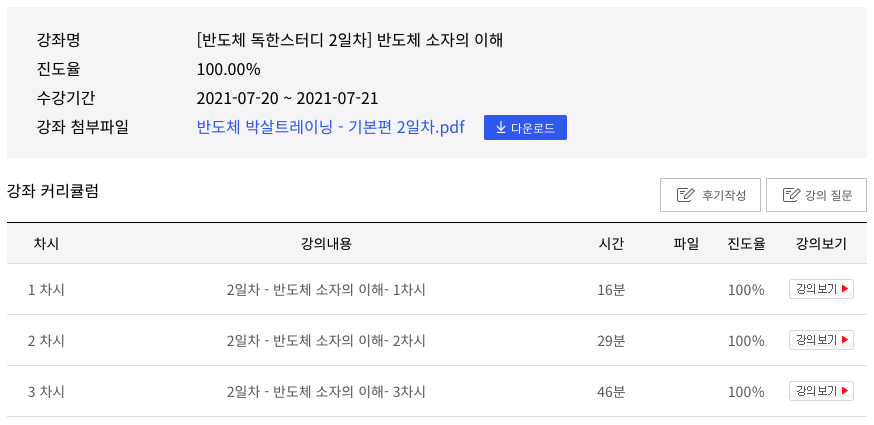 강좌명 [반도체 독한스터디 2일차] 반도체 소자의 이해
진도율 100.00%
수강기간 2021-07-20 ~ 2021-07-21
강좌 첨부파일 반도체 박살트레이닝 - 기본편 2일차.pdf 다운로드
강좌 커리큘럼 후기작성 강의 질문
차시 강의내용 시간 파일 진도율 강의보기
1 차시 2일차 - 반도체 소자의 이해- 1차시 16분 100% 강의보기
2 차시 2일차 - 반도체 소자의 이해- 2차시 29분 100% 강의보기
3 차시 2일차 - 반도체 소자의 이해- 3차시 46분 100% 강의보기